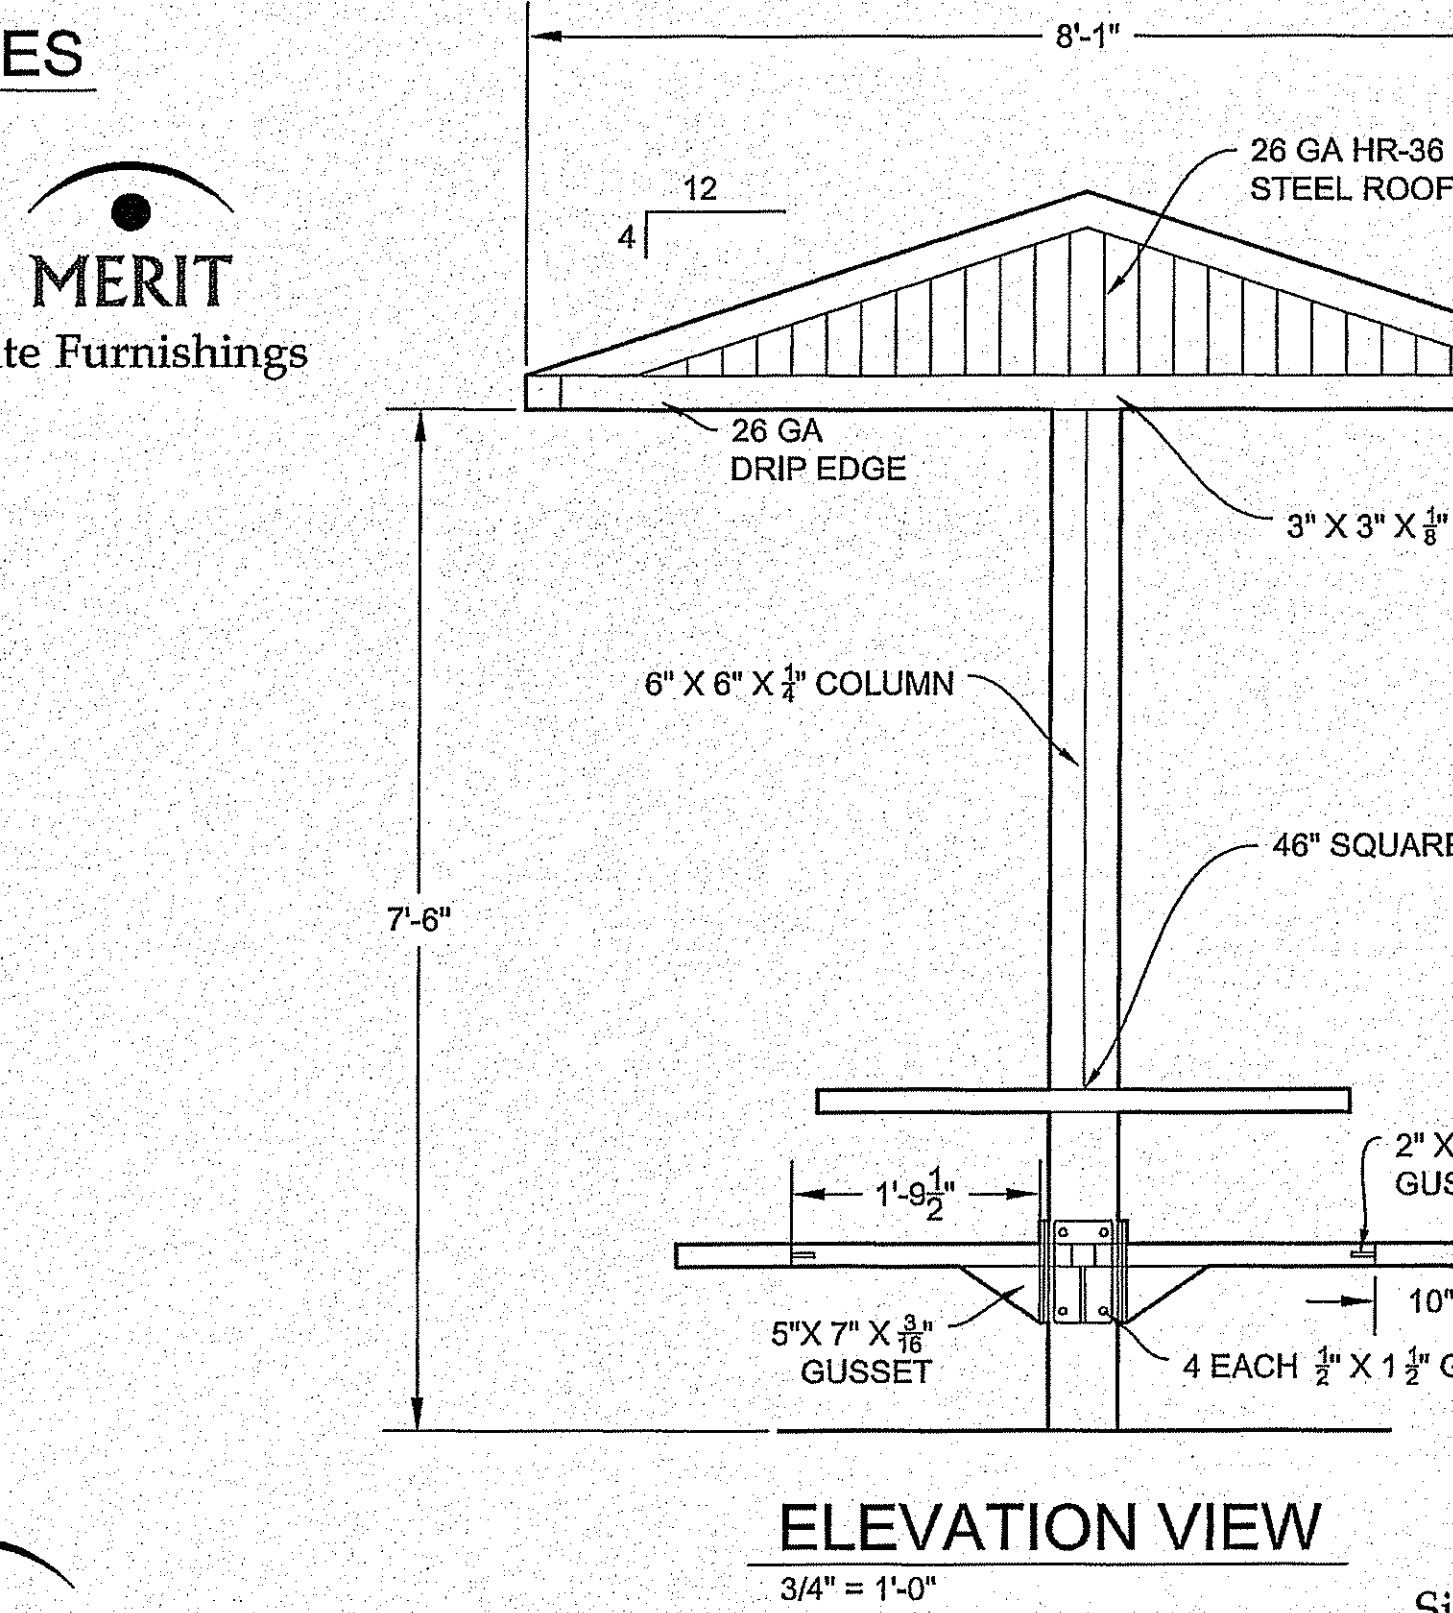 ES
8'-1"
26 GA HR-36
STEEL ROOF
12
4
MERIT
te Furnishings
26 GA
DRIP EDGE
3" X 3" X 1/8"
6" X 6" X 1/4" COLUMN
46" SQUARE
7'-6"
2" X
GUS
1'-9 1/2"
10"
5"X 7" X 3/16"
GUSSET
4 EACH 1/2" X 1 1/2" G
ELEVATION VIEW
3/4" = 1'-0"
Si